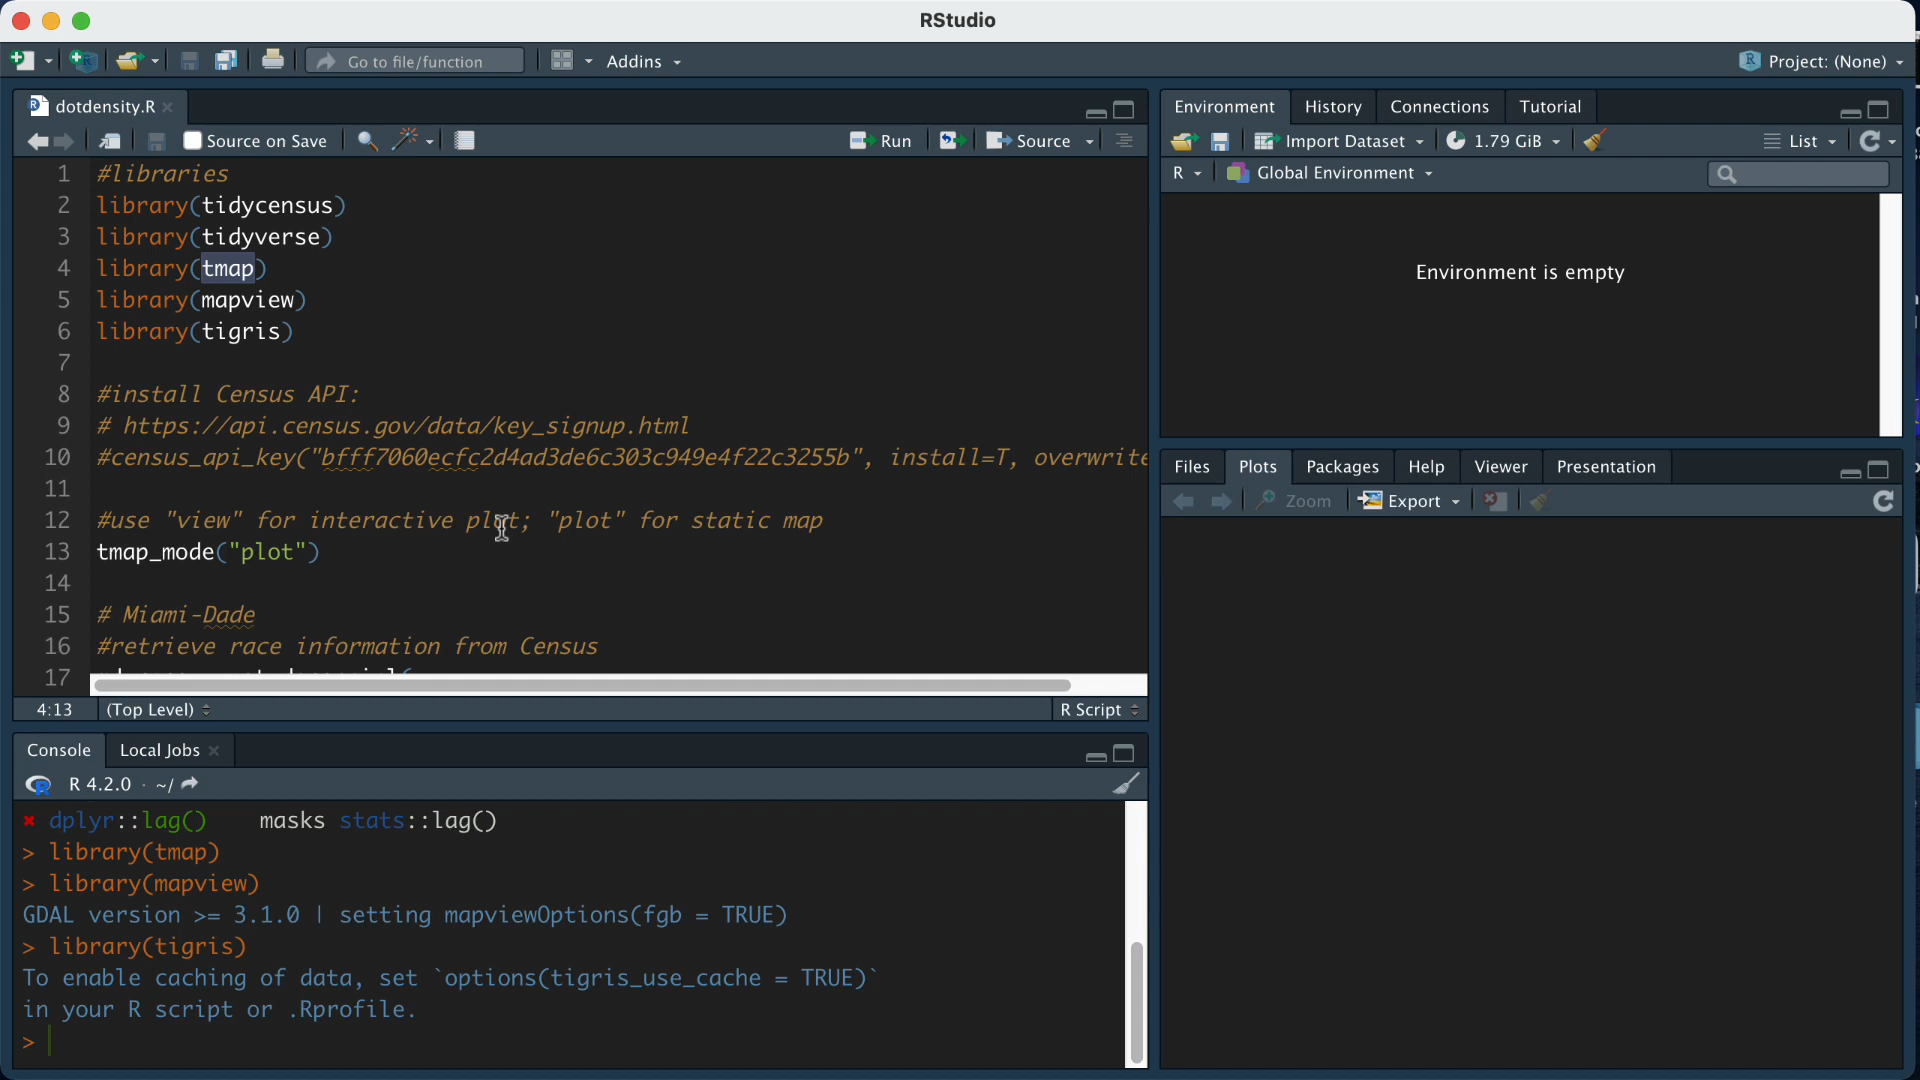 RStudio
Go to file/function
Addins
Project: (None)
dotdensity.R
Source on Save
Run
Source
1 #libraries
2 library(tidycensus)
3 library(tidyverse)
4 library(tmap)
5 library(mapview)
6 library(tigris)
7
8 #install Census API:
9 # https://api.census.gov/data/key_signup.html
10 #census_api_key("bfff7060ecfc2d4ad3de6c303c949e4f22c3255b", install=T, overwrite
11
12 #use "view" for interactive plot; "plot" for static map
13 tmap_mode("plot")
14
15 # Miami-Dade
16 #retrieve race information from Census
17
4:13 (Top Level) R Script
Console Local Jobs
R 4.2.0 · ~/
✖ dplyr::lag() masks stats::lag()
> library(tmap)
> library(mapview)
GDAL version >= 3.1.0 | setting mapviewOptions(fgb = TRUE)
> library(tigris)
To enable caching of data, set `options(tigris_use_cache = TRUE)`
in your R script or .Rprofile.
>
Environment History Connections Tutorial
Import Dataset 1.79 GiB List
R Global Environment
Environment is empty
Files Plots Packages Help Viewer Presentation
Zoom Export